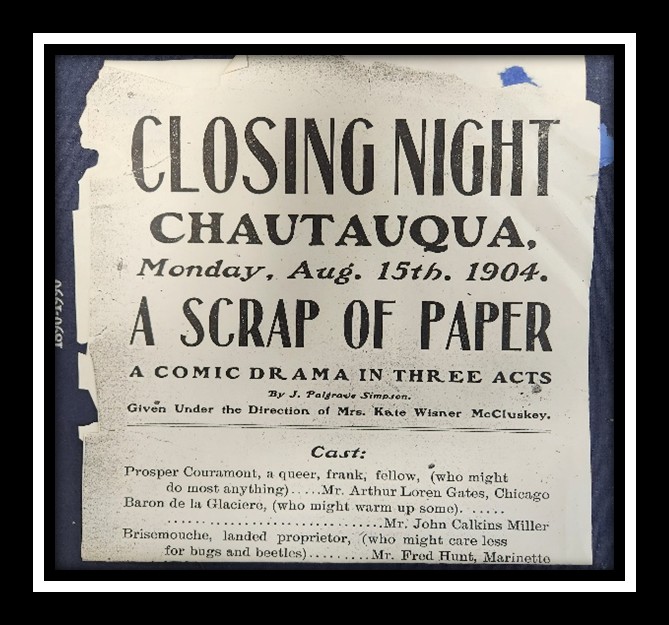 CLOSING NIGHT
CHAUTAUQUA,
Monday, Aug. 15th. 1904.
A SCRAP OF PAPER
A COMIC DRAMA IN THREE ACTS
By J. Palgrave Simpson.
Given Under the Direction of Mrs. Kate Wisner McCluskey.
Cast:
Prosper Couramont, a queer, frank, fellow, (who might
do most anything).....Mr. Arthur Loren Gates, Chicago
Baron de la Glaciere, (who might warm up some). .....
................................Mr. John Calkins Miller
Brisemouche, landed proprietor, (who might care less
for bugs and beetles).........Mr. Fred Hunt, Marinette